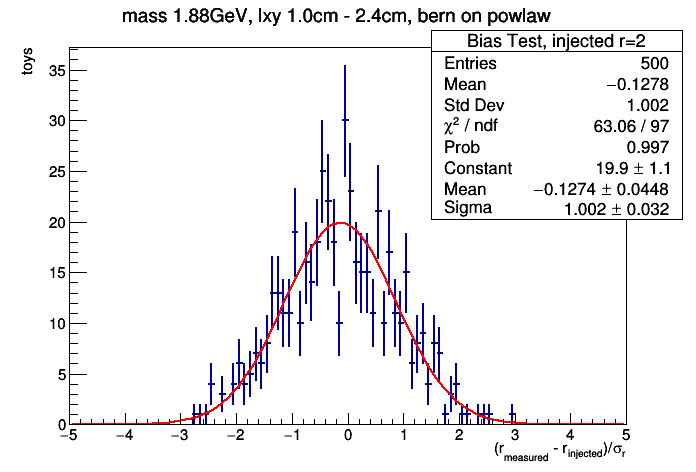 mass 1.88GeV, lxy 1.0cm - 2.4cm, bern on powlaw
Bias Test, injected r=2
Entries 500
Mean −0.1278
Std Dev 1.002
χ² / ndf 63.06 / 97
Prob 0.997
Constant 19.9 ± 1.1
Mean −0.1274 ± 0.0448
Sigma 1.002 ± 0.032
toys
35
30
25
20
15
10
5
0
−5 −4 −3 −2 −1 0 1 2 3 4 5
(r_measured - r_injected)/σ_r